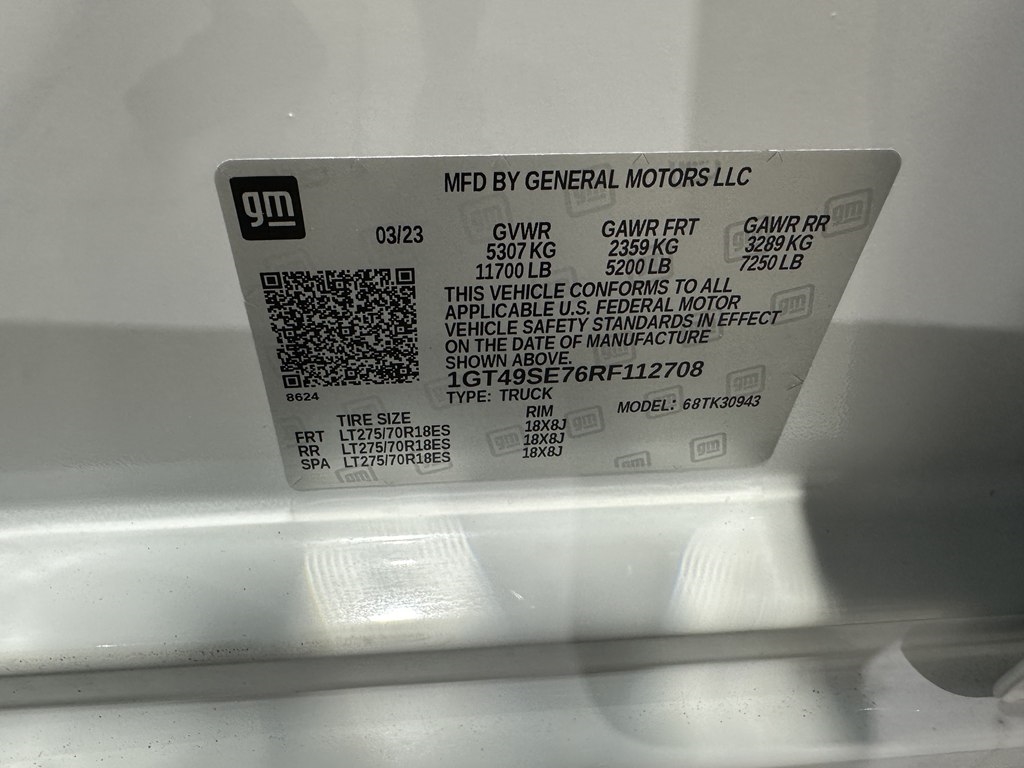 gm
MFD BY GENERAL MOTORS LLC
03/23 GVWR GAWR FRT GAWR RR
5307 KG 2359 KG 3289 KG
11700 LB 5200 LB 7250 LB
THIS VEHICLE CONFORMS TO ALL
APPLICABLE U.S. FEDERAL MOTOR
VEHICLE SAFETY STANDARDS IN EFFECT
ON THE DATE OF MANUFACTURE
SHOWN ABOVE.
1GT49SE76RF112708
TYPE: TRUCK
MODEL: 68TK30943
8624
TIRE SIZE RIM
FRT LT275/70R18ES 18X8J
RR LT275/70R18ES 18X8J
SPA LT275/70R18ES 18X8J